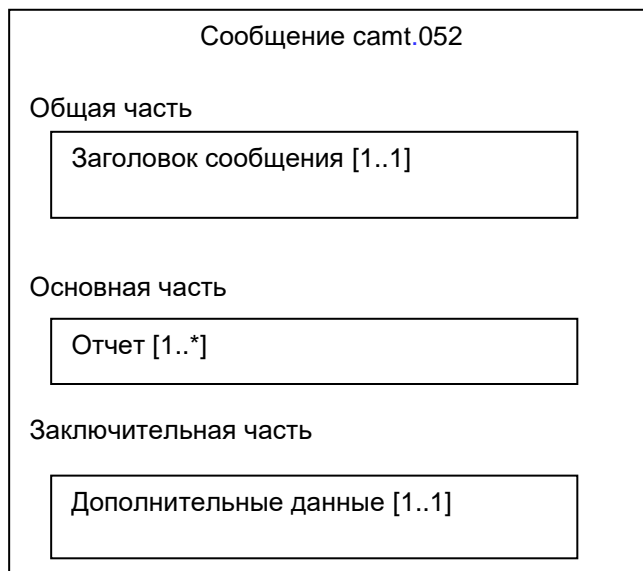 Сообщение camt.052
Общая часть
Заголовок сообщения [1..1]
Основная часть
Отчет [1..*]
Заключительная часть
Дополнительные данные [1..1]